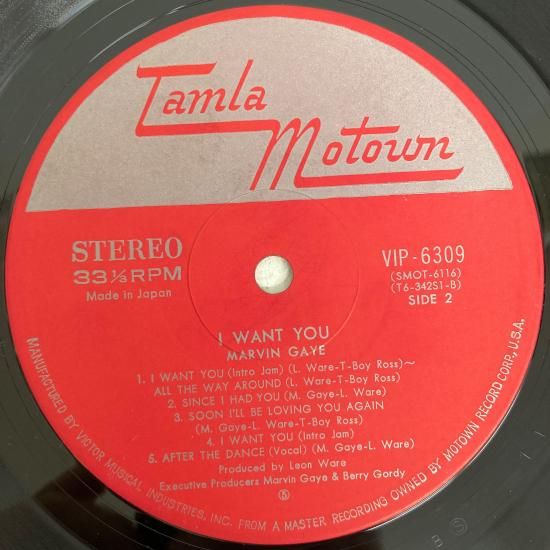 Tamla
Motown
STEREO
33⅓RPM
Made in Japan
VIP-6309
(SMOT-6116)
(T6-342S1-B)
SIDE 2
I WANT YOU
MARVIN GAYE
1. I WANT YOU (Intro Jam) (L. Ware-T-Boy Ross)~
ALL THE WAY AROUND (L. Ware-T-Boy Ross)
2. SINCE I HAD YOU (M. Gaye-L. Ware)
3. SOON I'LL BE LOVING YOU AGAIN
(M. Gaye-L. Ware-T-Boy Ross)
4. I WANT YOU (Intro Jam)
5. AFTER THE DANCE (Vocal) (M. Gaye-L. Ware)
Produced by Leon Ware
Executive Producers Marvin Gaye & Berry Gordy
MANUFACTURED BY VICTOR MUSICAL INDUSTRIES, INC. FROM A MASTER RECORDING OWNED BY MOTOWN RECORD CORP., U.S.A.